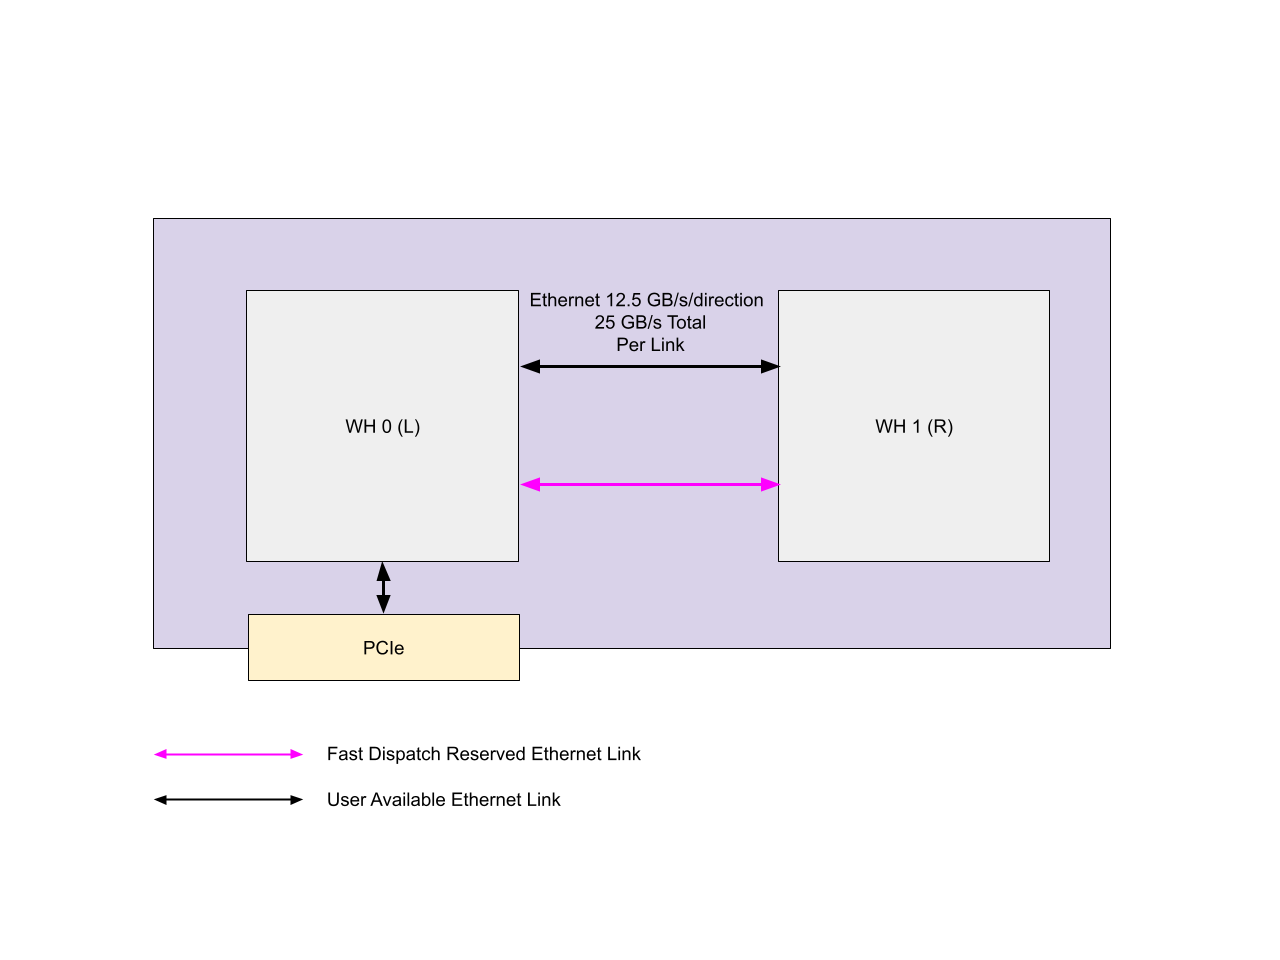 Ethernet 12.5 GB/s/direction
25 GB/s Total
Per Link
WH 0 (L)
WH 1 (R)
PCIe
Fast Dispatch Reserved Ethernet Link
User Available Ethernet Link